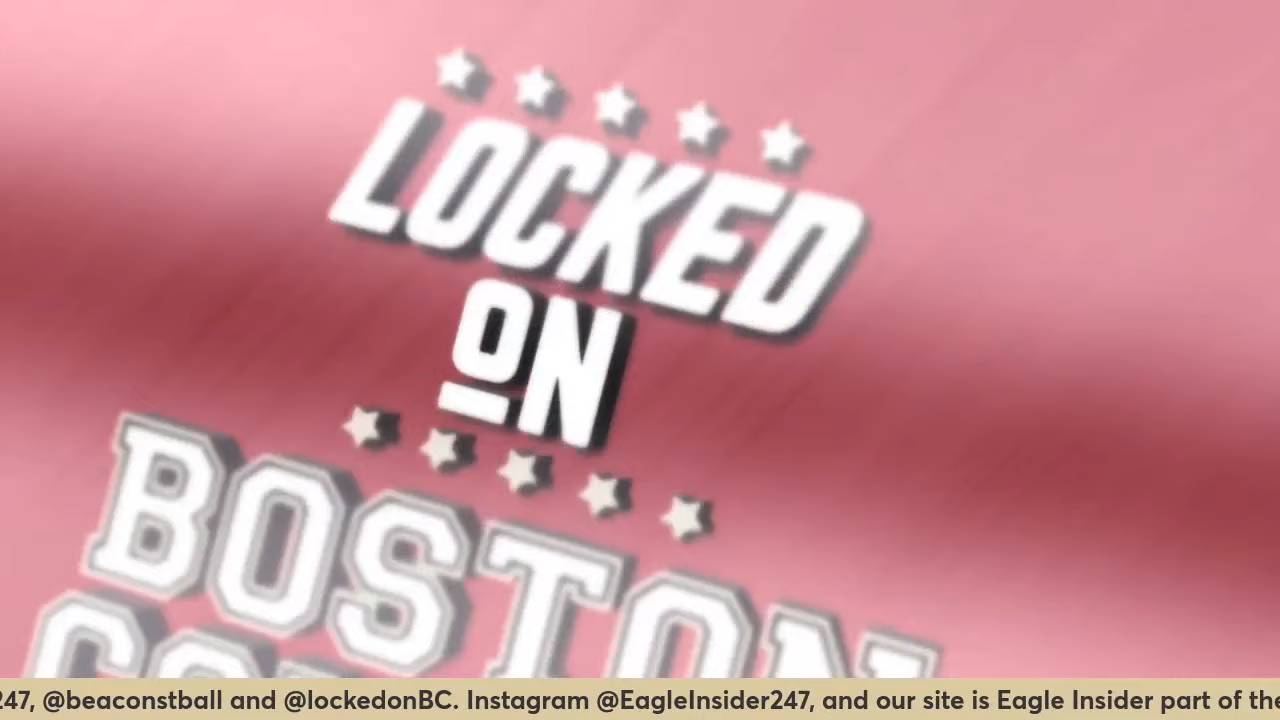 LOCKED
ON
BOSTON
247, @beaconstball and @lockedonBC. Instagram @EagleInsider247, and our site is Eagle Insider part of the